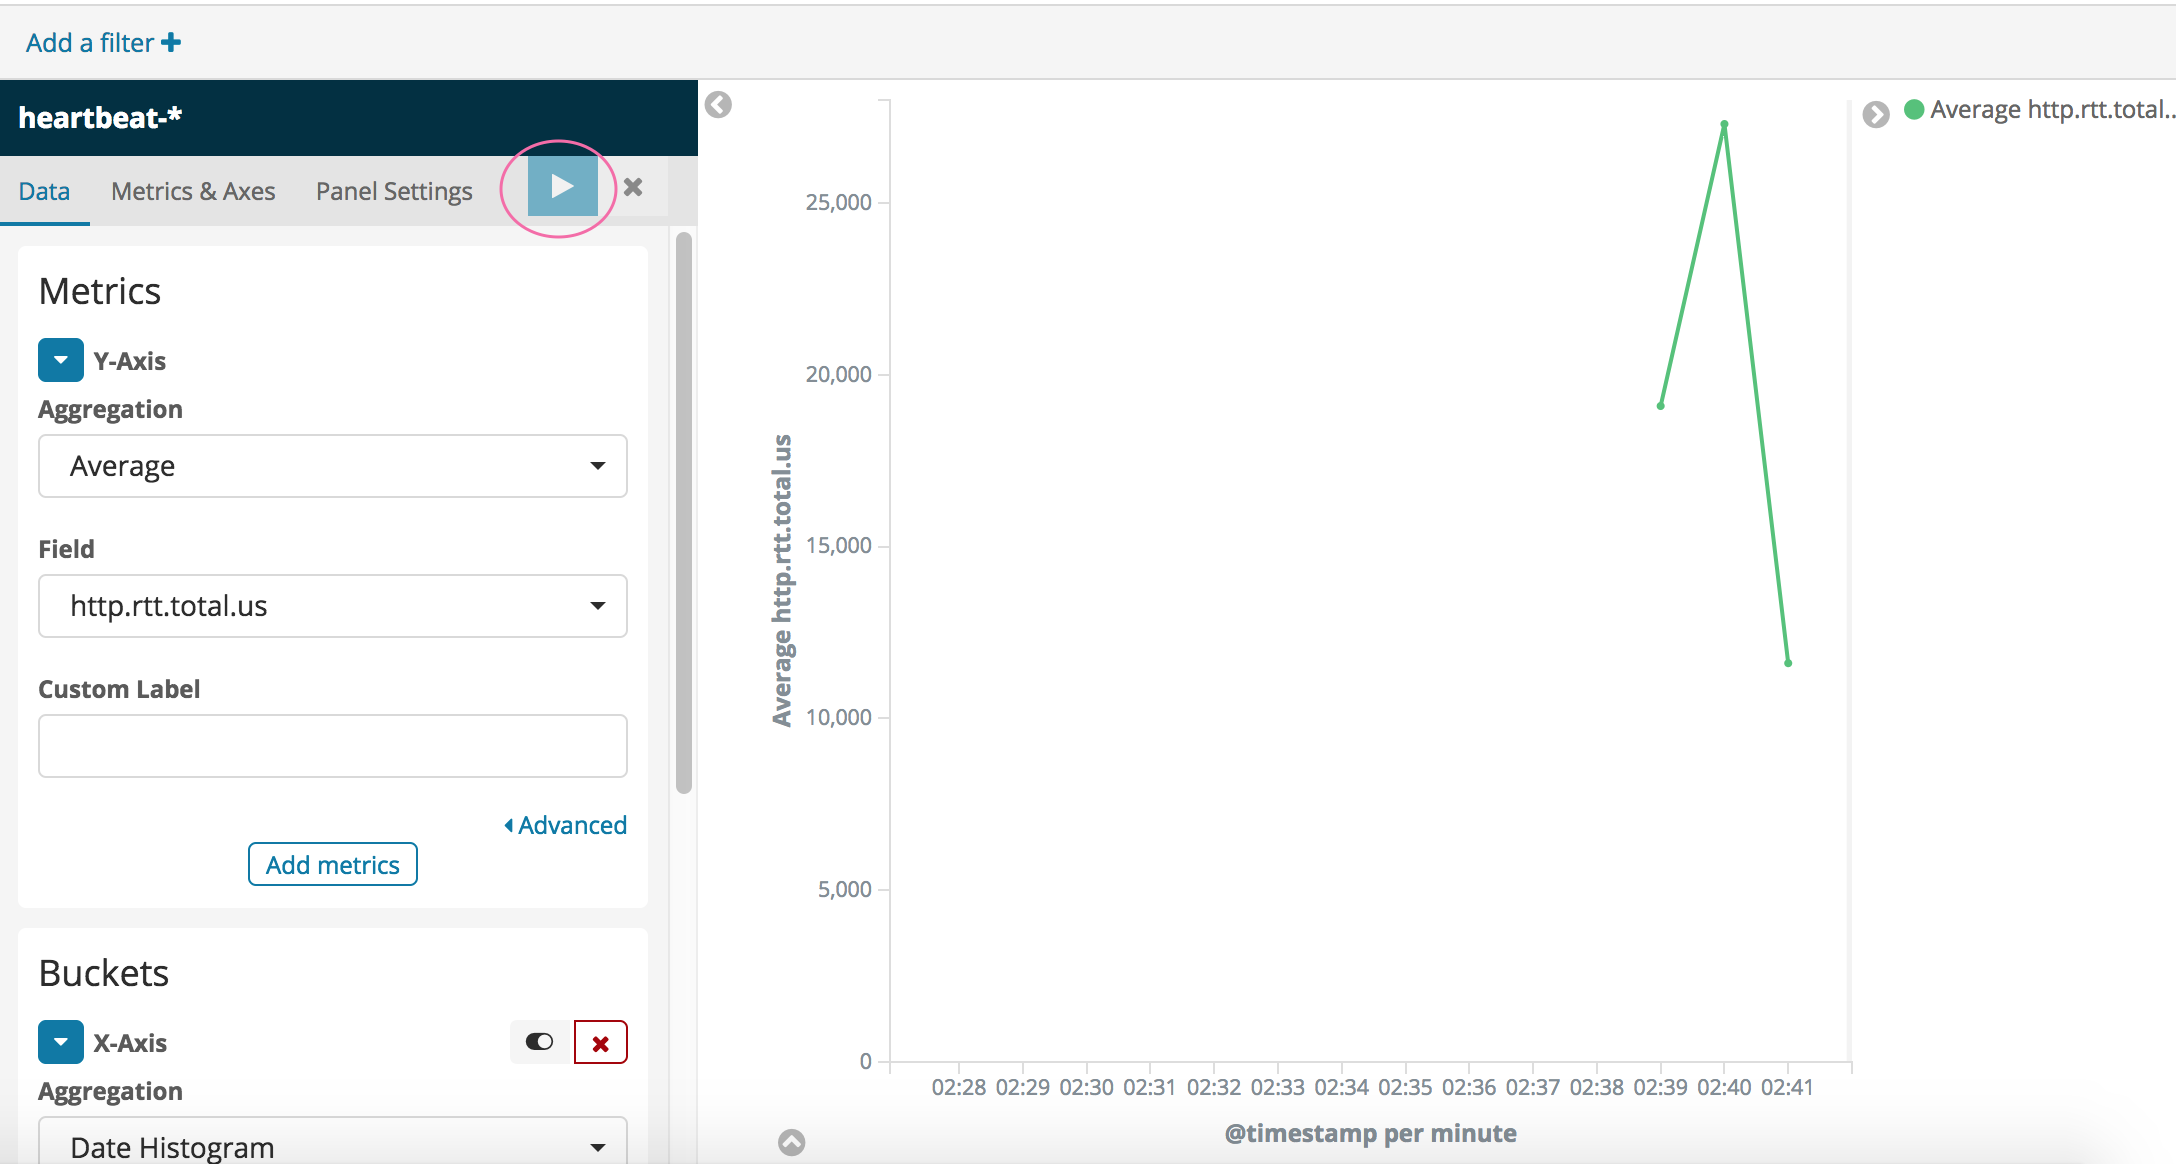 Add a filter
heartbeat-*
Data Metrics & Axes Panel Settings
Metrics
Y-Axis
Aggregation
Average
Field
http.rtt.total.us
Custom Label
Advanced
Add metrics
Buckets
X-Axis
Aggregation
Date Histogram
Average http.rtt.total.us
25,000
20,000
15,000
10,000
5,000
0
02:28 02:29 02:30 02:31 02:32 02:33 02:34 02:35 02:36 02:37 02:38 02:39 02:40 02:41
@timestamp per minute
Average http.rtt.total..